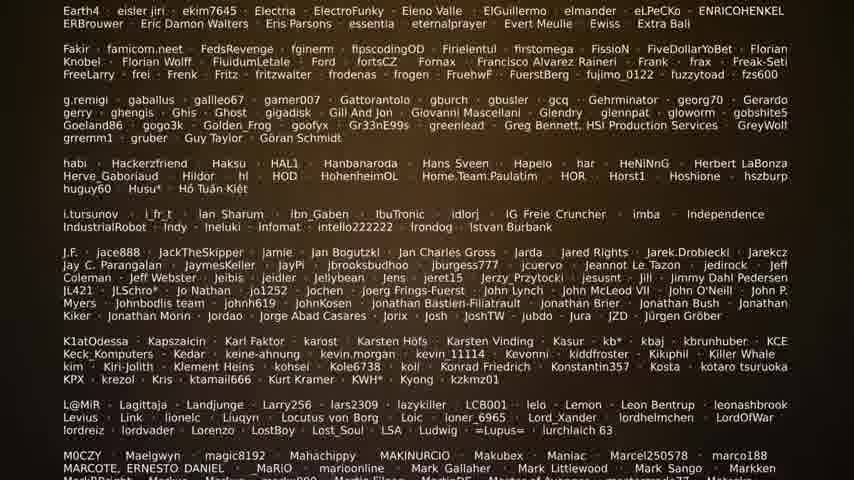 Earth4 · eisler jiri · ekim7645 · Electria · ElectroFunky · Eleno Valle · ElGuillermo · elmander · eLPeCKo · ENRICOHENKEL
ERBrouwer · Eric Damon Walters · Eris Parsons · essentia · eternalprayer · Evert Meulie · Ewiss · Extra Ball
Fakir · famicom.neet · FedsRevenge · fginerm · fipscodingOD · Firielentul · firstomega · FissioN · FiveDollarYoBet · Florian
Knobel · Florian Wolff · FluidumLetale · Ford · fortsCZ · Fornax · Francisco Alvarez Raineri · Frank · frax · Freak-Seti
FreeLarry · frei · Frenk · Fritz · fritzwaiter · frodenas · frogen · FruehwF · FuerstBerg · fujimo_0122 · fuzzytoad · fzs600
g.remigi · gaballus · galileo67 · gamer007 · Gattorantolo · gburch · gbusler · gcq · Gehrminator · georg70 · Gerardo
gerry · ghengis · Ghis · Ghost · gigadisk · Gill And Jon · Giovanni Mascellani · Glendry · glennpat · gloworm · gobshite5
Goeland86 · gogo3k · Golden_Frog · goofyx · Gr33nE99s · greenlead · Greg Bennett, HSI Production Services · GreyWolf
grremm1 · gruber · Guy Taylor · Göran Schmidt
habi · Hackerzfriend · Haksu · HAL1 · Hanbanaroda · Hans Sveen · Hapelo · har · HeNiNnG · Herbert LaBonza
Herve_Gaboriaud · Hildor · hl · HOD · HohenheimOL · Home.Team.Paulatim · HOR · Horst1 · Hoshione · hszburp
huguy60 · Husu* · Hồ Tuấn Kiệt
i.tursunov · i_fr_t · Ian Sharum · ibn_Gaben · IbuTronic · idlorj · IG Freie Cruncher · imba · Independence
IndustrialRobot · Indy · Ineluki · infomat · intello222222 · Irondog · Istvan Burbank
J.F. · jace888 · JackTheSkipper · Jamie · Jan Bogutzki · Jan Charles Gross · Jarda · Jared Rights · Jarek.Drobiecki · Jarekcz
Jay C. Parangalan · JaymesKeller · JayPi · jbrooksbudhoo · jburgess777 · jcuervo · Jeannot Le Tazon · jedirock · Jeff
Coleman · Jeff Webster · Jeibis · jeidler · Jellybean · Jens · jeret15 · Jerzy_Przytocki · jesusnt · Jill · Jimmy Dahl Pedersen
JL421 · JLSchro* · Jo Nathan · jo1252 · Jochen · Joerg Frings-Fuerst · John Lynch · John McLeod VII · John O'Neill · John P.
Myers · Johnbodlis team · johnh619 · JohnKosen · Jonathan Bastien-Filiatrault · Jonathan Brier · Jonathan Bush · Jonathan
Kiker · Jonathan Monn · Jordao · Jorge Abad Casares · Jorix · Josh · JoshTW · jubdo · Jura · JZD · Jürgen Gröber
K1atOdessa · Kapszaicin · Karl Faktor · karost · Karsten Höfs · Karsten Vinding · Kasur · kb* · kbaj · kbrunhuber · KCE
Keck_Komputers · Kedar · keine-ahnung · kevin.morgan · kevin_11114 · Kevonni · kiddfroster · Kikiphil · Killer Whale
kim · Kiri-Jolith · Klement Heins · kohsei · Kole6738 · koli · Konrad Friedrich · Konstantin357 · Kosta · kotaro tsuruoka
KPX · krezol · Kris · ktamail666 · Kurt Kramer · KWH* · Kyong · kzkmz01
L@MiR · Lagittaja · Landjunge · Larry256 · lars2309 · lazykiller · LCB001 · lelo · Lemon · Leon Bentrup · leonashbrook
Levius · Link · lionelc · Liuqyn · Locutus von Borg · Loic · loner_6965 · Lord_Xander · lordhelmchen · LordOfWar
lordreiz · lordvader · Lorenzo · LostBoy · Lost_Soul · LSA · Ludwig · =Lupus= · lurchlaich 63
M0CZY · Maelgwyn · magic8192 · Mahachippy · MAKINURCIO · Makubex · Maniac · Marcel250578 · marco188
MARCOTE, ERNESTO DANIEL · _MaRiO · marioonline · Mark Gallaher · Mark Littlewood · Mark Sango · Markken